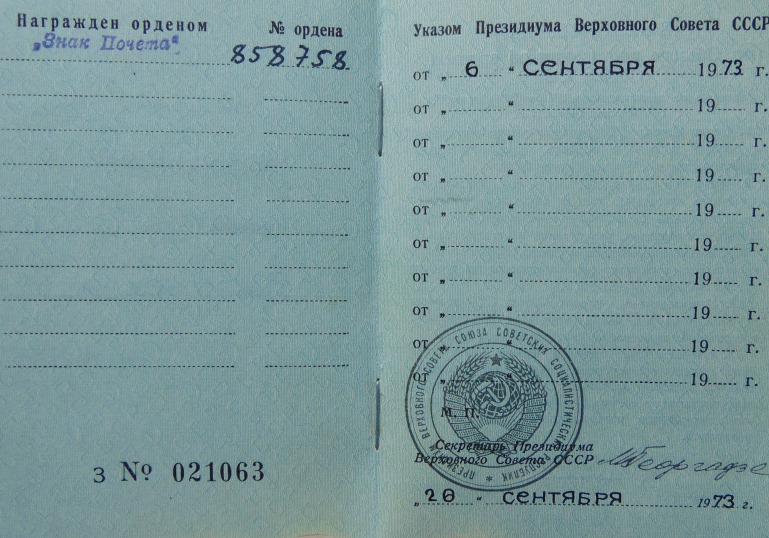 Награжден орденом № ордена
„Знак Почета“ 858758
З № 021063
Указом Президиума Верховного Совета СССР
от „ 6 “ СЕНТЯБРЯ 1973 г.
от „ “ 19 г.
от „ “ 19 г.
от „ “ 19 г.
от „ “ 19 г.
от „ “ 19 г.
от „ “ 19 г.
от „ “ 19 г.
от „ “ 19 г.
от „ “ 19 г.
М. П.
ПРЕЗИДИУМ ВЕРХОВНОГО СОВЕТА СОЮЗА СОВЕТСКИХ СОЦИАЛИСТИЧЕСКИХ РЕСПУБЛИК
Секретарь Президиума
Верховного Совета СССР МГеоргадзе
„20 “ СЕНТЯБРЯ 1973 г.